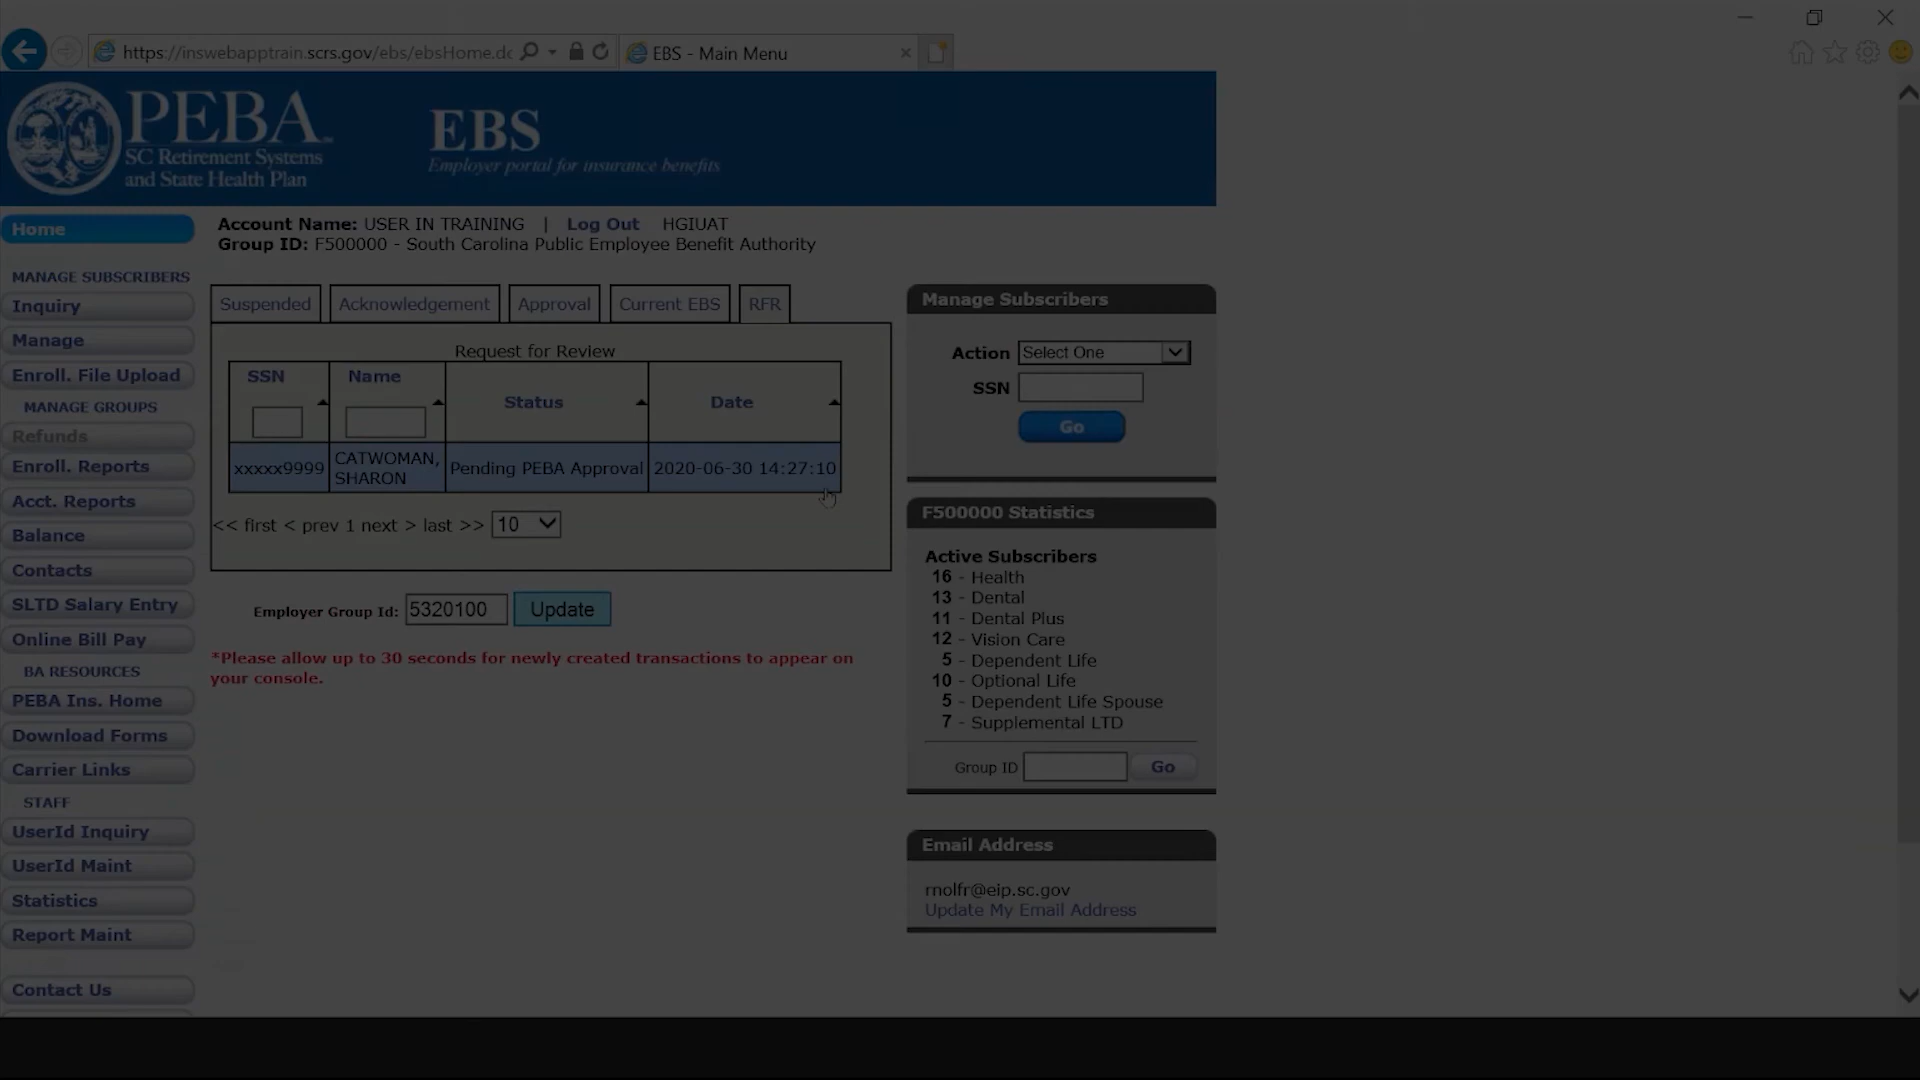 https://inswebapptrain.scrs.gov/ebs/ebsHome.dc
EBS - Main Menu
PEBA
SC Retirement Systems
and State Health Plan
EBS
Employer portal for insurance benefits
Home
Account Name: USER IN TRAINING | Log Out HGIUAT
Group ID: F500000 - South Carolina Public Employee Benefit Authority
MANAGE SUBSCRIBERS
Inquiry
Manage
Enroll. File Upload
MANAGE GROUPS
Refunds
Enroll. Reports
Acct. Reports
Balance
Contacts
SLTD Salary Entry
Online Bill Pay
BA RESOURCES
PEBA Ins. Home
Download Forms
Carrier Links
STAFF
UserId Inquiry
UserId Maint
Statistics
Report Maint
Contact Us
Suspended Acknowledgement Approval Current EBS RFR
Request for Review
SSN Name Status Date
xxxxx9999 CATWOMAN, SHARON Pending PEBA Approval 2020-06-30 14:27:10
<< first < prev 1 next > last >> 10
Employer Group Id: 5320100 Update
*Please allow up to 30 seconds for newly created transactions to appear on
your console.
Manage Subscribers
Action Select One
SSN
Go
F500000 Statistics
Active Subscribers
16 - Health
13 - Dental
11 - Dental Plus
12 - Vision Care
5 - Dependent Life
10 - Optional Life
5 - Dependent Life Spouse
7 - Supplemental LTD
Group ID Go
Email Address
rnolfr@eip.sc.gov
Update My Email Address